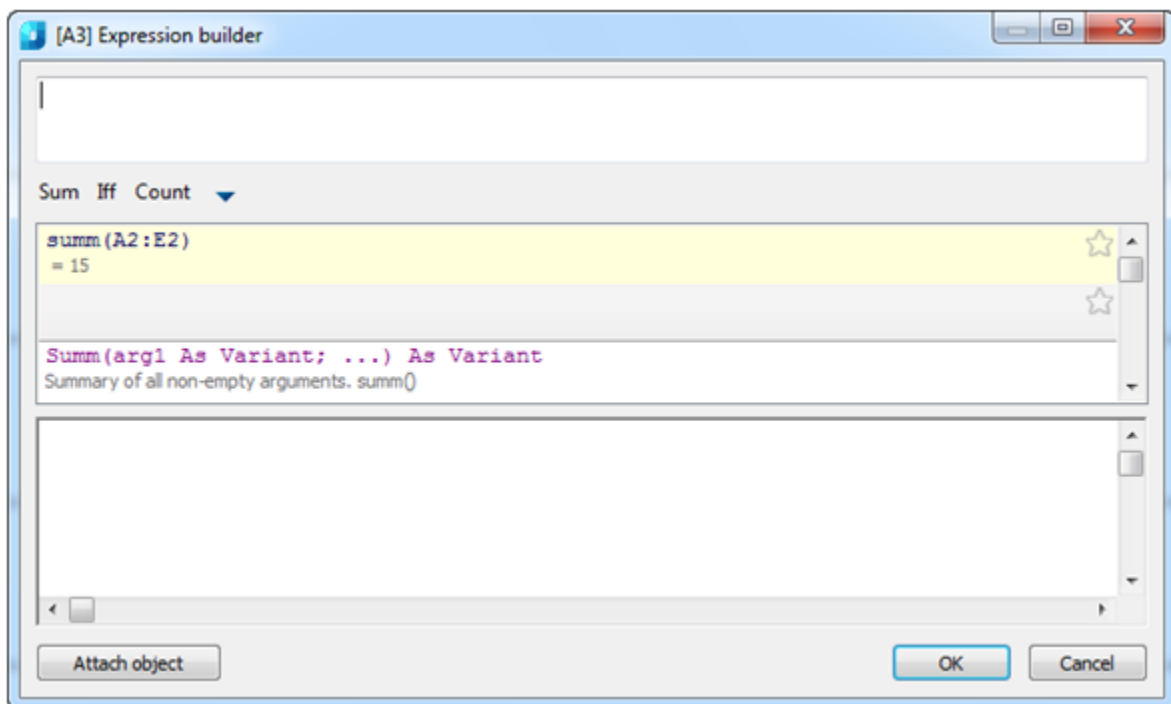 [A3] Expression builder
Sum Iff Count
summ(A2:E2)
= 15
Summ(arg1 As Variant; ...) As Variant
Summary of all non-empty arguments. summ()
Attach object
OK
Cancel